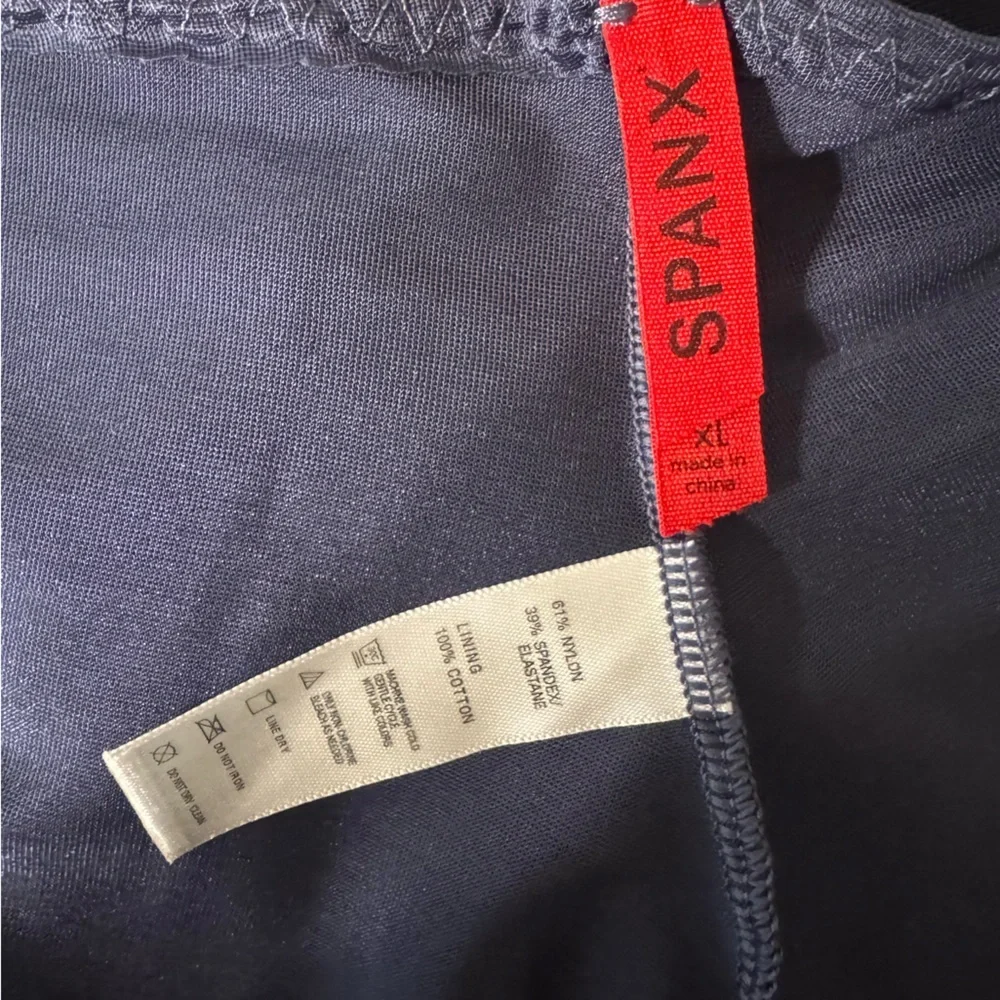 SPANX
XL
made in
china
61% NYLON
39% SPANDEX/
ELASTANE
LINING
100% COTTON
MACHINE WASH COLD
GENTLE CYCLE
WITH LIKE COLORS
ONLY NON-CHLORINE
BLEACH AS NEEDED
LINE DRY
DO NOT IRON
DO NOT DRY CLEAN